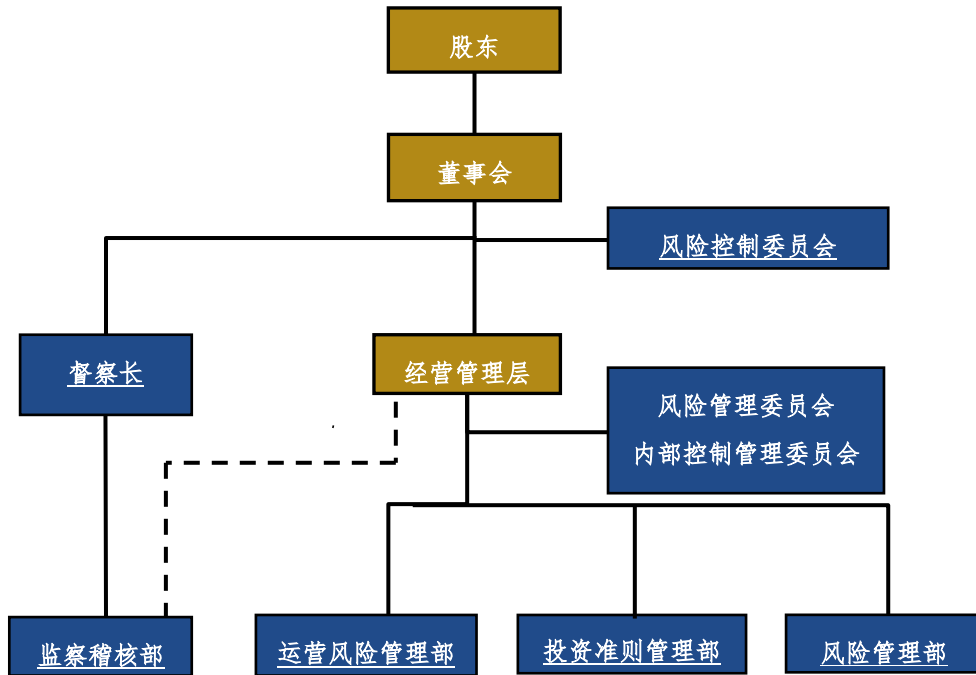 股东
董事会
风险控制委员会
督察长
经营管理层
风险管理委员会
内部控制管理委员会
监察稽核部
运营风险管理部
投资准则管理部
风险管理部